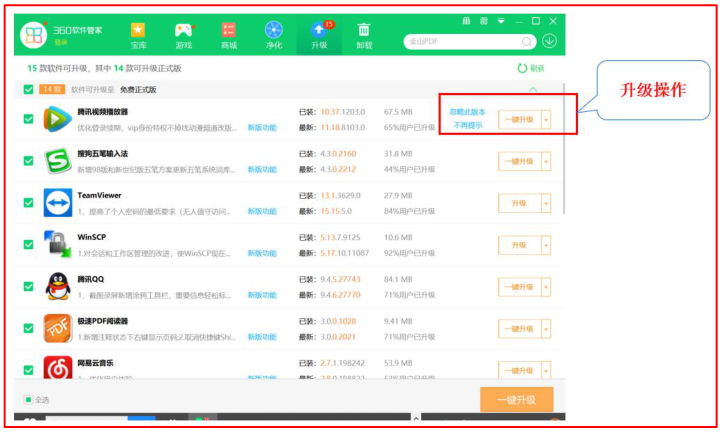 360软件管家
登录
宝库
游戏
商城
净化
升级
15
卸载
金山PDF
15 款软件可升级，其中 14 款可升级正式版
刷新
14 款 软件可升级至 免费正式版
腾讯视频播放器
优化登录续期，vip身份特权不掉线动漫频道改版...
新版功能
已装：10.37.1203.0
最新：11.18.8103.0
67.5 MB
65%用户已升级
忽略此版本
不再提示
一键升级
升级操作
搜狗五笔输入法
新增98版和新世纪版五笔方案更新五笔系统词库...
新版功能
已装：4.3.0.2160
最新：4.3.0.2212
31.8 MB
44%用户已升级
一键升级
TeamViewer
1、提高了个人密码的最低要求（无人值守访问...
新版功能
已装：13.1.3629.0
最新：15.15.5.0
27.9 MB
84%用户已升级
升级
WinSCP
1.对会话和工作区管理的改进，使WinSCP现在...
新版功能
已装：5.13.7.9125
最新：5.17.10.11087
10.6 MB
92%用户已升级
升级
腾讯QQ
1、截图录屏新增涂鸦工具栏，重要信息轻松标...
新版功能
已装：9.4.5.27743
最新：9.4.6.27770
84.1 MB
71%用户已升级
一键升级
极速PDF阅读器
1.新增注释状态下右键显示页码2.取消快捷键Shi...
新版功能
已装：3.0.0.1028
最新：3.0.0.2021
9.41 MB
71%用户已升级
一键升级
网易云音乐
已装：2.7.1.198242
53.9 MB
一键升级
全选
一键升级